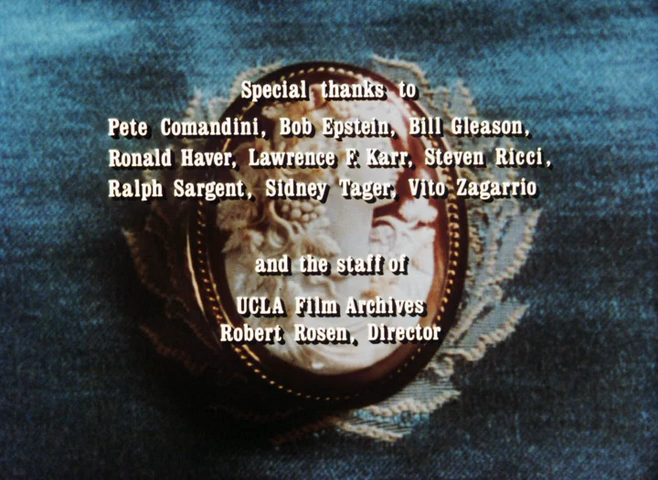 Special thanks to
Pete Comandini, Bob Epstein, Bill Gleason,
Ronald Haver, Lawrence F. Karr, Steven Ricci,
Ralph Sargent, Sidney Tager, Vito Zagarrio
and the staff of
UCLA Film Archives
Robert Rosen, Director